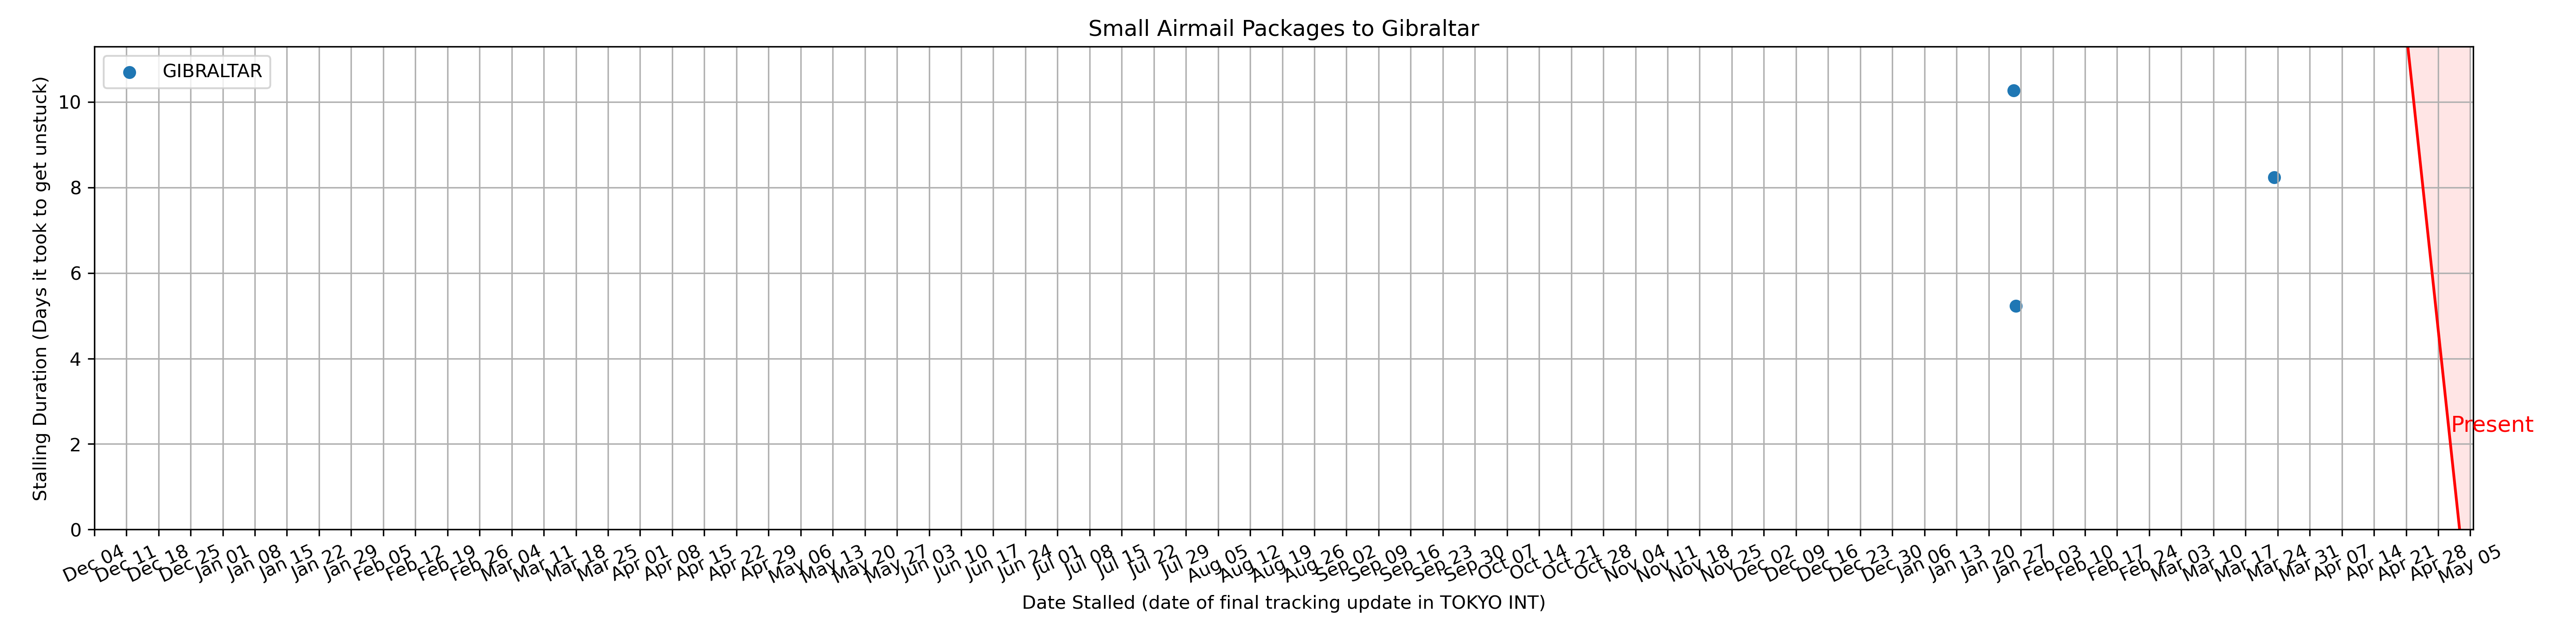 Small Airmail Packages to Gibraltar
GIBRALTAR
Stalling Duration (Days it took to get unstuck)
10
8
6
4
2
0
Present
Dec 04
Dec 11
Dec 18
Dec 25
Jan 01
Jan 08
Jan 15
Jan 22
Jan 29
Feb 05
Feb 12
Feb 19
Feb 26
Mar 04
Mar 11
Mar 18
Mar 25
Apr 01
Apr 08
Apr 15
Apr 22
Apr 29
May 06
May 13
May 20
May 27
Jun 03
Jun 10
Jun 17
Jun 24
Jul 01
Jul 08
Jul 15
Jul 22
Jul 29
Aug 05
Aug 12
Aug 19
Aug 26
Sep 02
Sep 09
Sep 16
Sep 23
Sep 30
Oct 07
Oct 14
Oct 21
Oct 28
Nov 04
Nov 11
Nov 18
Nov 25
Dec 02
Dec 09
Dec 16
Dec 23
Dec 30
Jan 06
Jan 13
Jan 20
Jan 27
Feb 03
Feb 10
Feb 17
Feb 24
Mar 03
Mar 10
Mar 17
Mar 24
Mar 31
Apr 07
Apr 14
Apr 21
Apr 28
May 05
Date Stalled (date of final tracking update in TOKYO INT)